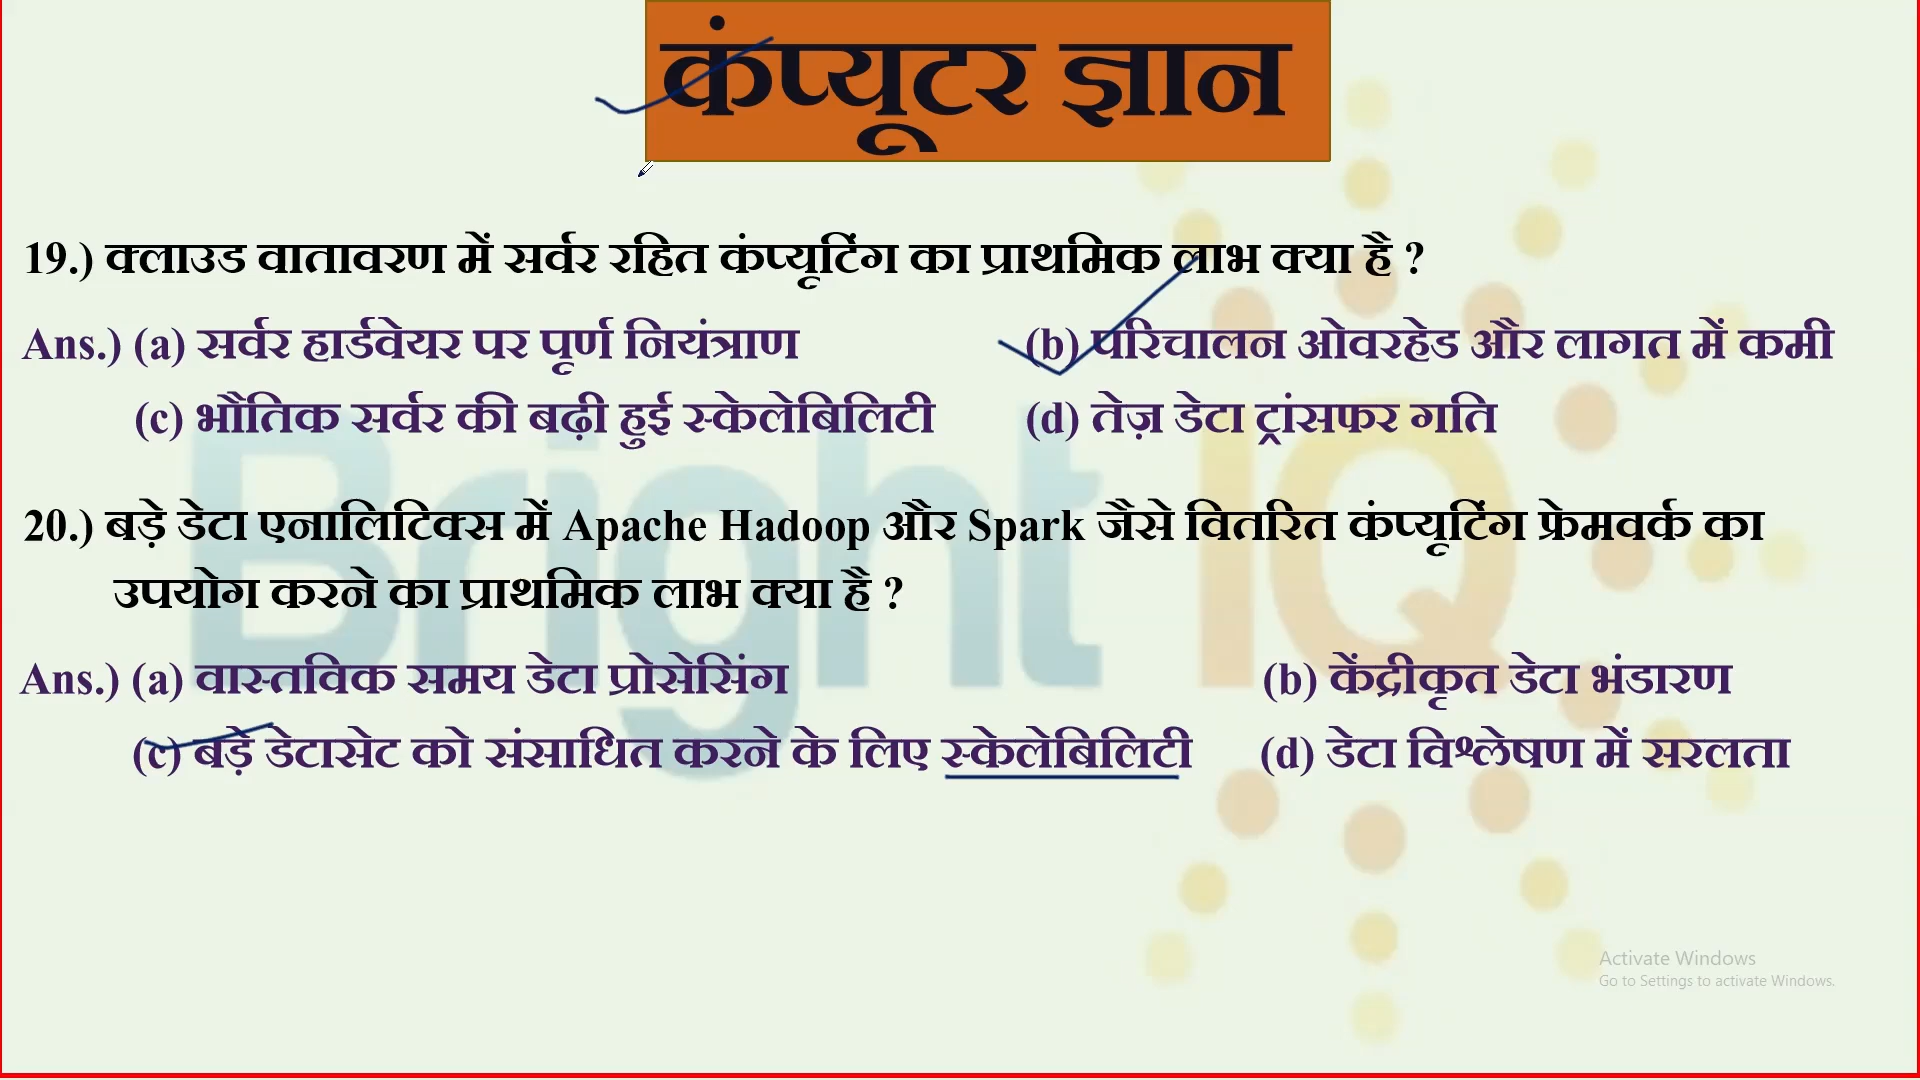 कंप्यूटर ज्ञान
19.) क्लाउड वातावरण में सर्वर रहित कंप्यूटिंग का प्राथमिक लाभ क्या है ?
Ans.) (a) सर्वर हार्डवेयर पर पूर्ण नियंत्राण (b) परिचालन ओवरहेड और लागत में कमी
(c) भौतिक सर्वर की बढ़ी हुई स्केलेबिलिटी (d) तेज़ डेटा ट्रांसफर गति
20.) बड़े डेटा एनालिटिक्स में Apache Hadoop और Spark जैसे वितरित कंप्यूटिंग फ्रेमवर्क का
उपयोग करने का प्राथमिक लाभ क्या है ?
Ans.) (a) वास्तविक समय डेटा प्रोसेसिंग (b) केंद्रीकृत डेटा भंडारण
(c) बड़े डेटासेट को संसाधित करने के लिए स्केलेबिलिटी (d) डेटा विश्लेषण में सरलता
Bright IQ
Activate Windows
Go to Settings to activate Windows.